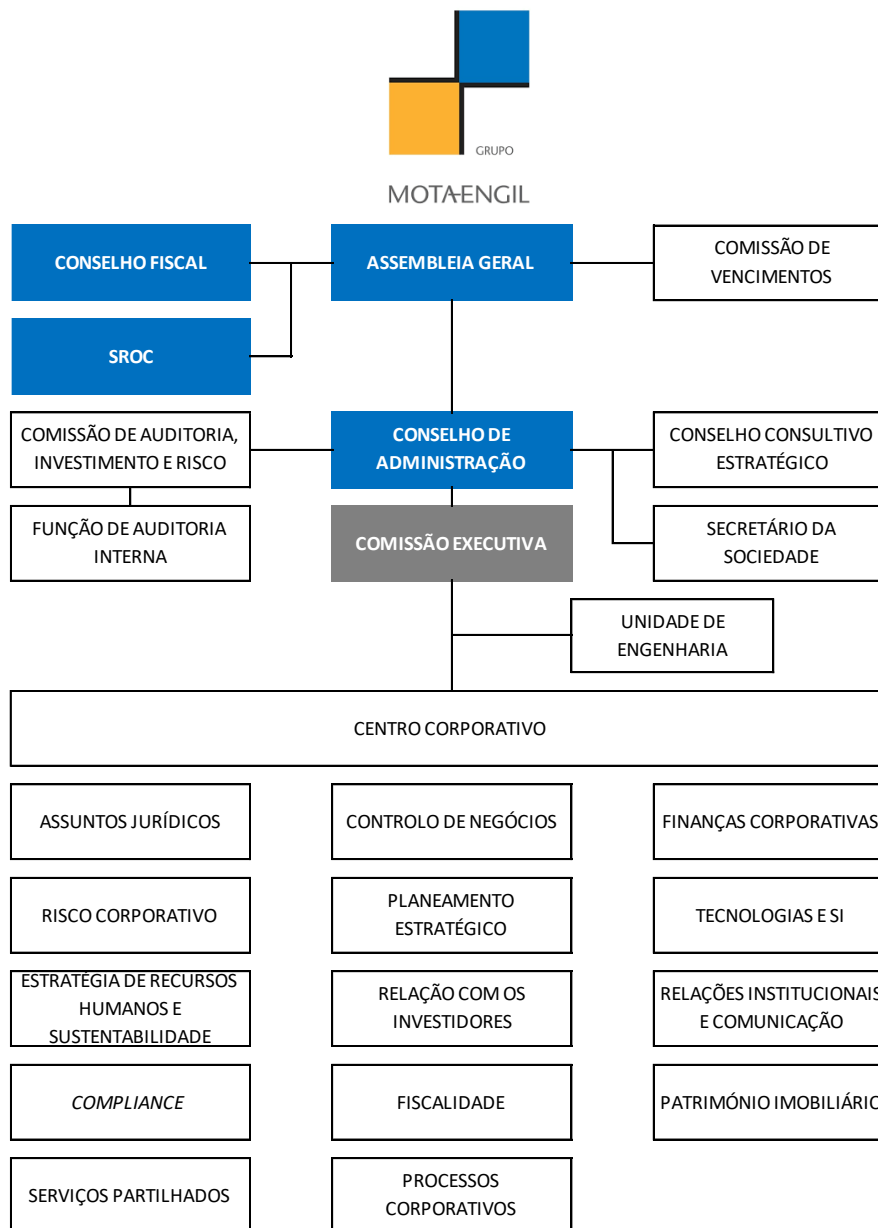 GRUPO
MOTA-ENGIL
CONSELHO FISCAL
ASSEMBLEIA GERAL
COMISSÃO DE
VENCIMENTOS
SROC
COMISSÃO DE AUDITORIA,
INVESTIMENTO E RISCO
CONSELHO DE
ADMINISTRAÇÃO
CONSELHO CONSULTIVO
ESTRATÉGICO
FUNÇÃO DE AUDITORIA
INTERNA
COMISSÃO EXECUTIVA
SECRETÁRIO DA
SOCIEDADE
UNIDADE DE
ENGENHARIA
CENTRO CORPORATIVO
ASSUNTOS JURÍDICOS
CONTROLO DE NEGÓCIOS
FINANÇAS CORPORATIVAS
RISCO CORPORATIVO
PLANEAMENTO
ESTRATÉGICO
TECNOLOGIAS E SI
ESTRATÉGIA DE RECURSOS
HUMANOS E
SUSTENTABILIDADE
RELAÇÃO COM OS
INVESTIDORES
RELAÇÕES INSTITUCIONAIS
E COMUNICAÇÃO
COMPLIANCE
FISCALIDADE
PATRIMÓNIO IMOBILIÁRIO
SERVIÇOS PARTILHADOS
PROCESSOS
CORPORATIVOS